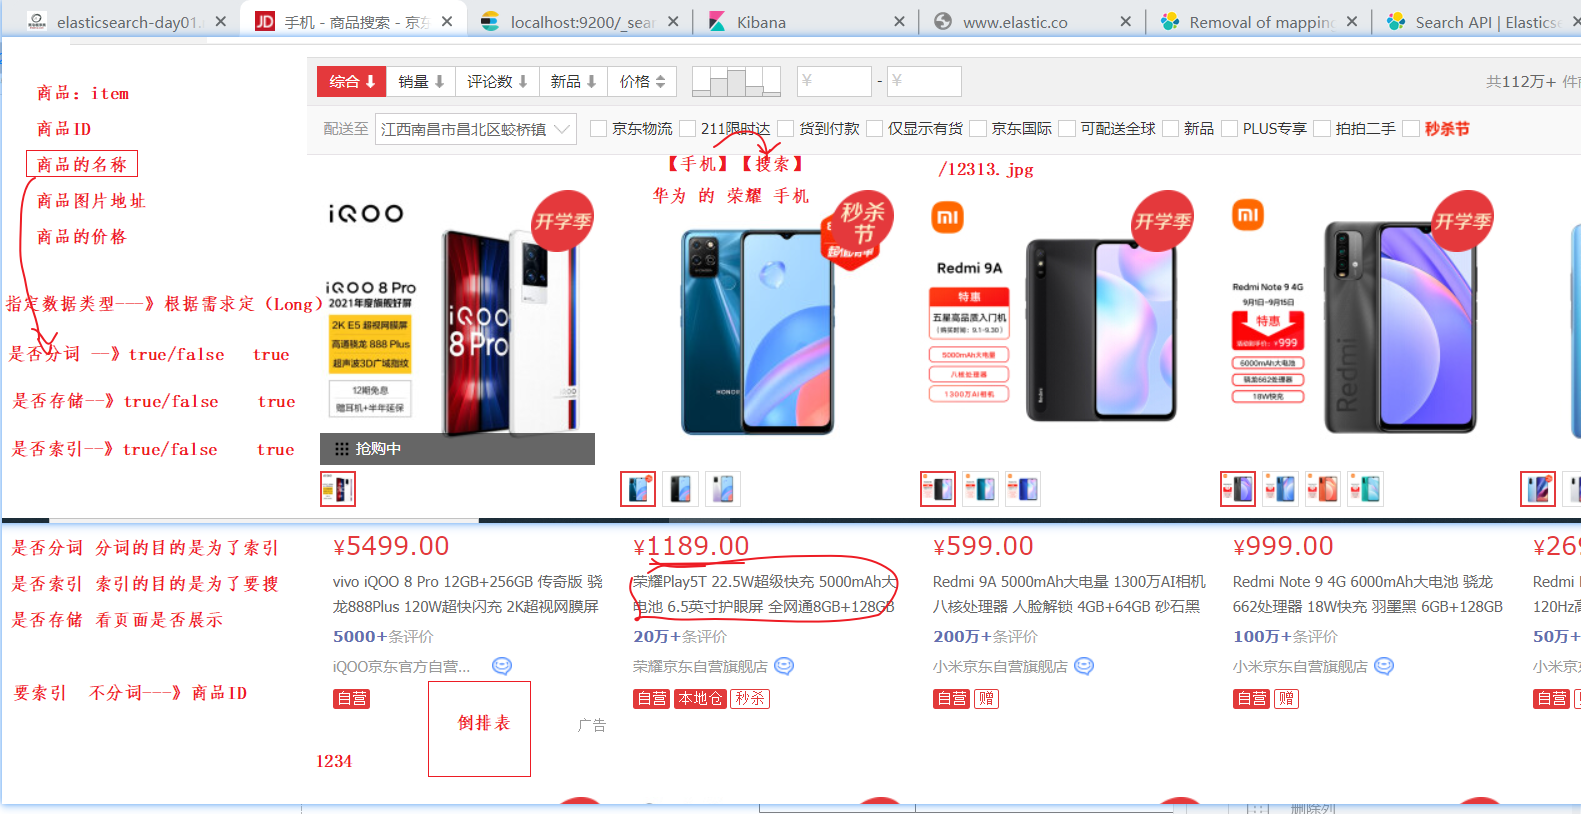 elasticsearch-day01.
手机 - 商品搜索 - 京东
localhost:9200/_sear
Kibana
www.elastic.co
Removal of mapping
Search API | Elasticse
综合 销量 评论数 新品 价格 ¥ - ¥
共112万+ 件商
配送至 江西南昌市昌北区蛟桥镇 京东物流 211限时达 货到付款 仅显示有货 京东国际 可配送全球 新品 PLUS专享 拍拍二手 秒杀节
商品：item
商品ID
商品的名称
商品图片地址
商品的价格
指定数据类型---》根据需求定（Long）
是否分词 --》true/false true
是否存储--》true/false true
是否索引--》true/false true
【手机】【搜索】
华为 的 荣耀 手机
/12313.jpg
iQOO
开学季
iQOO 8 Pro
2021年度旗舰好屏
2K E5 超视网膜屏
高通骁龙 888 Plus
超声波3D广域指纹
12期免息
赠耳机+半年延保
iQOO
8 Pro
抢购中
秒杀节
HONOR
开学季
Redmi 9A
特惠
五星高品质入门机
(购买时间：9.1-9.30)
5000mAh大电量
八核处理器
1300万AI相机
开学季
Redmi Note 9 4G
9月1日-9月15日
特惠
¥999
6000mAh大电池
骁龙662处理器
18W快充
Redmi
是否分词 分词的目的是为了索引
是否索引 索引的目的是为了要搜
是否存储 看页面是否展示
要索引 不分词---》商品ID
¥5499.00
vivo iQOO 8 Pro 12GB+256GB 传奇版 骁
龙888Plus 120W超快闪充 2K超视网膜屏
5000+条评价
iQOO京东官方自营...
自营
倒排表
广告
1234
¥1189.00
荣耀Play5T 22.5W超级快充 5000mAh大
电池 6.5英寸护眼屏 全网通8GB+128GB
20万+条评价
荣耀京东自营旗舰店
自营 本地仓 秒杀
¥599.00
Redmi 9A 5000mAh大电量 1300万AI相机
八核处理器 人脸解锁 4GB+64GB 砂石黑
200万+条评价
小米京东自营旗舰店
自营 赠
¥999.00
Redmi Note 9 4G 6000mAh大电池 骁龙
662处理器 18W快充 羽墨黑 6GB+128GB
100万+条评价
小米京东自营旗舰店
自营 赠
¥269
Redmi
120Hz高
50万+
小米京
自营
删除列